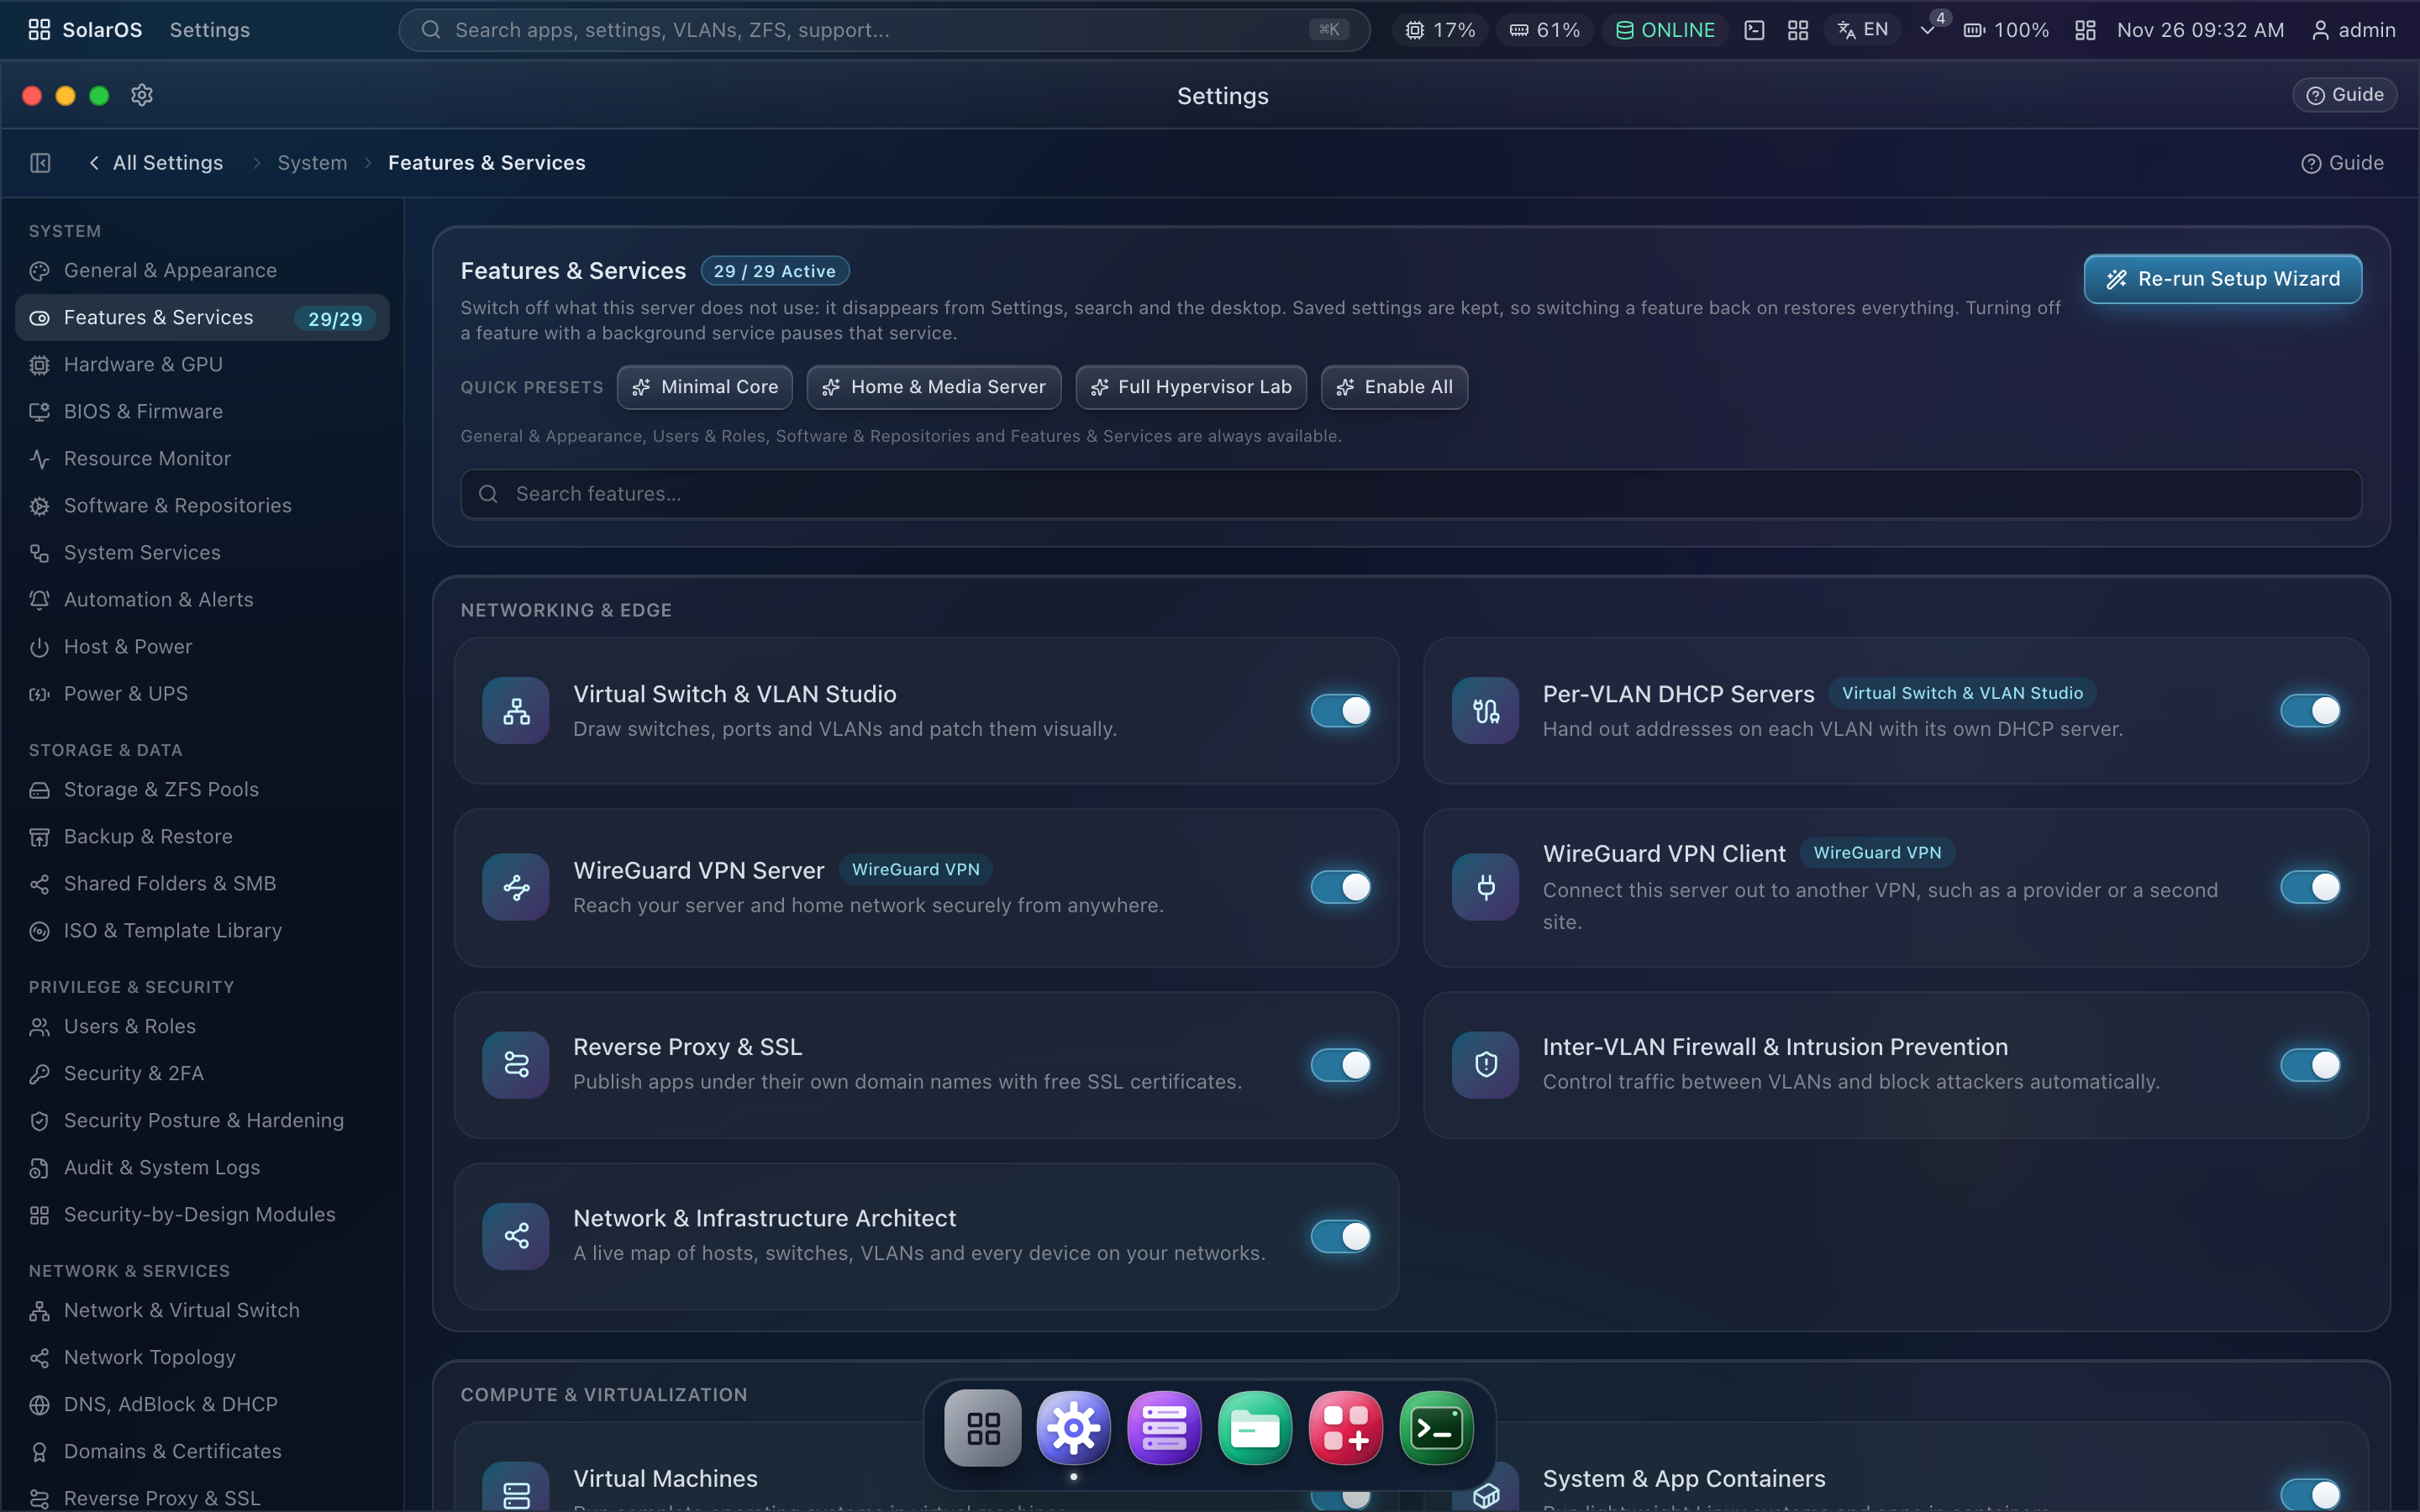 SolarOS Settings Search apps, settings, VLANs, ZFS, support... ⌘K 17% 61% ONLINE EN 4 100% Nov 26 09:32 AM admin
Settings Guide
All Settings System Features & Services Guide
SYSTEM
General & Appearance
Features & Services 29/29
Hardware & GPU
BIOS & Firmware
Resource Monitor
Software & Repositories
System Services
Automation & Alerts
Host & Power
Power & UPS
STORAGE & DATA
Storage & ZFS Pools
Backup & Restore
Shared Folders & SMB
ISO & Template Library
PRIVILEGE & SECURITY
Users & Roles
Security & 2FA
Security Posture & Hardening
Audit & System Logs
Security-by-Design Modules
NETWORK & SERVICES
Network & Virtual Switch
Network Topology
DNS, AdBlock & DHCP
Domains & Certificates
Reverse Proxy & SSL
Features & Services 29 / 29 Active
Re-run Setup Wizard
Switch off what this server does not use: it disappears from Settings, search and the desktop. Saved settings are kept, so switching a feature back on restores everything. Turning off
a feature with a background service pauses that service.
QUICK PRESETS Minimal Core Home & Media Server Full Hypervisor Lab Enable All
General & Appearance, Users & Roles, Software & Repositories and Features & Services are always available.
Search features...
NETWORKING & EDGE
Virtual Switch & VLAN Studio
Draw switches, ports and VLANs and patch them visually.
Per-VLAN DHCP Servers Virtual Switch & VLAN Studio
Hand out addresses on each VLAN with its own DHCP server.
WireGuard VPN Server WireGuard VPN
Reach your server and home network securely from anywhere.
WireGuard VPN Client WireGuard VPN
Connect this server out to another VPN, such as a provider or a second
site.
Reverse Proxy & SSL
Publish apps under their own domain names with free SSL certificates.
Inter-VLAN Firewall & Intrusion Prevention
Control traffic between VLANs and block attackers automatically.
Network & Infrastructure Architect
A live map of hosts, switches, VLANs and every device on your networks.
COMPUTE & VIRTUALIZATION
Virtual Machines
System & App Containers